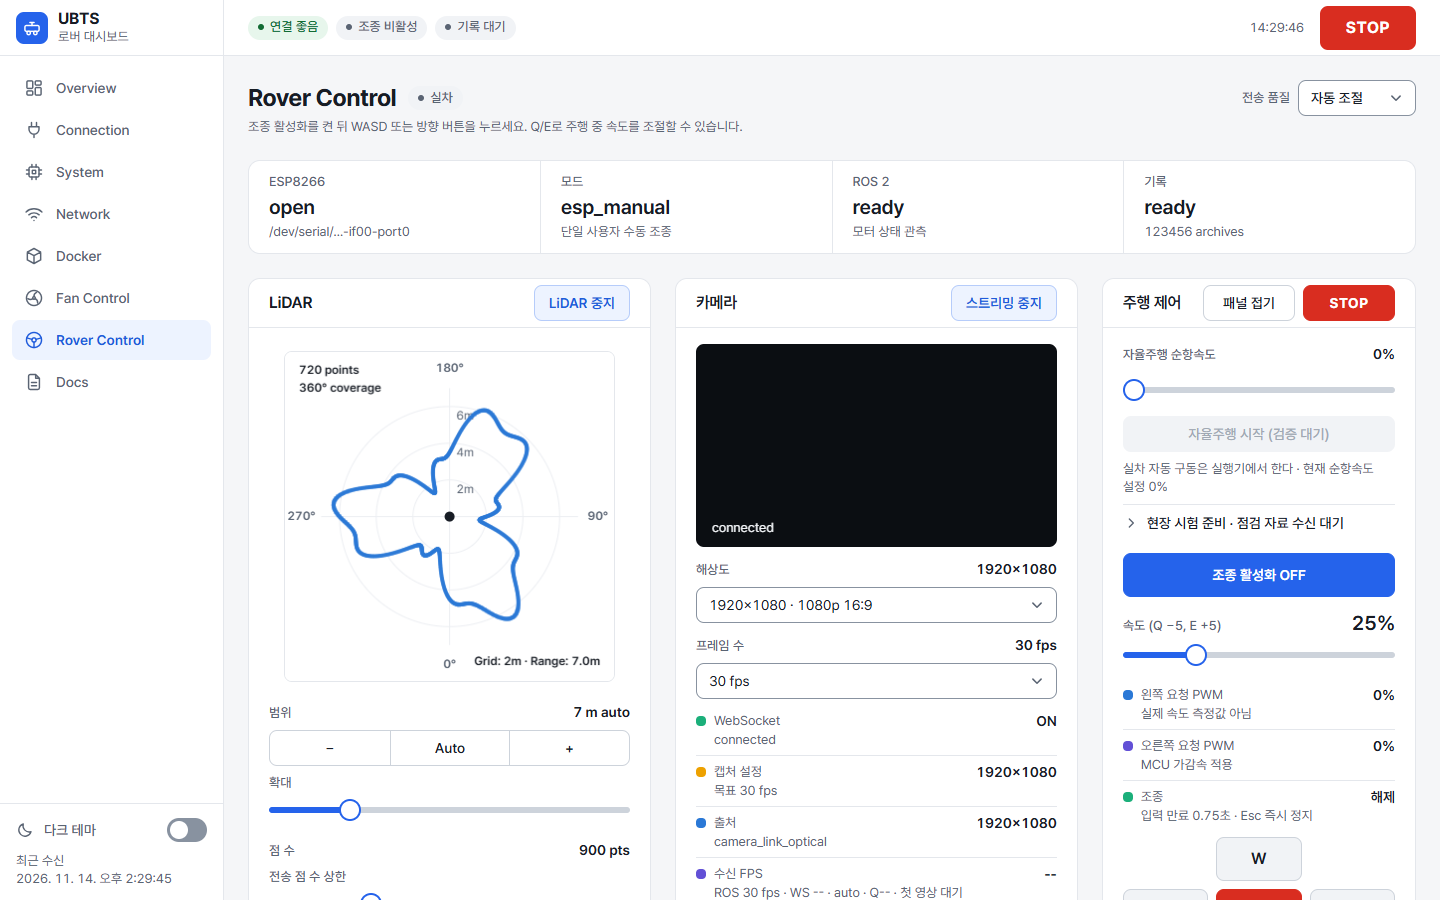 UBTS
로버 대시보드
Overview
Connection
System
Network
Docker
Fan Control
Rover Control
Docs
다크 테마
최근 수신
2026. 11. 14. 오후 2:29:45
연결 좋음
조종 비활성
기록 대기
14:29:46
STOP
Rover Control
실차
조종 활성화를 켠 뒤 WASD 또는 방향 버튼을 누르세요. Q/E로 주행 중 속도를 조절할 수 있습니다.
전송 품질
자동 조절
ESP8266
open
/dev/serial/...-if00-port0
모드
esp_manual
단일 사용자 수동 조종
ROS 2
ready
모터 상태 관측
기록
ready
123456 archives
LiDAR
LiDAR 중지
720 points
360° coverage
180°
6m
4m
2m
270°
90°
0°
Grid: 2m · Range: 7.0m
범위
7 m auto
−
Auto
+
확대
점 수
900 pts
전송 점 수 상한
카메라
스트리밍 중지
connected
해상도
1920×1080
1920×1080 · 1080p 16:9
프레임 수
30 fps
30 fps
WebSocket
ON
connected
캡처 설정
1920×1080
목표 30 fps
출처
1920×1080
camera_link_optical
수신 FPS
--
ROS 30 fps · WS -- · auto · Q-- · 첫 영상 대기
주행 제어
패널 접기
STOP
자율주행 순항속도
0%
자율주행 시작 (검증 대기)
실차 자동 구동은 실행기에서 한다 · 현재 순항속도
설정 0%
현장 시험 준비 · 점검 자료 수신 대기
조종 활성화 OFF
속도 (Q −5, E +5)
25%
왼쪽 요청 PWM
0%
실제 속도 측정값 아님
오른쪽 요청 PWM
0%
MCU 가감속 적용
조종
해제
입력 만료 0.75초 · Esc 즉시 정지
W